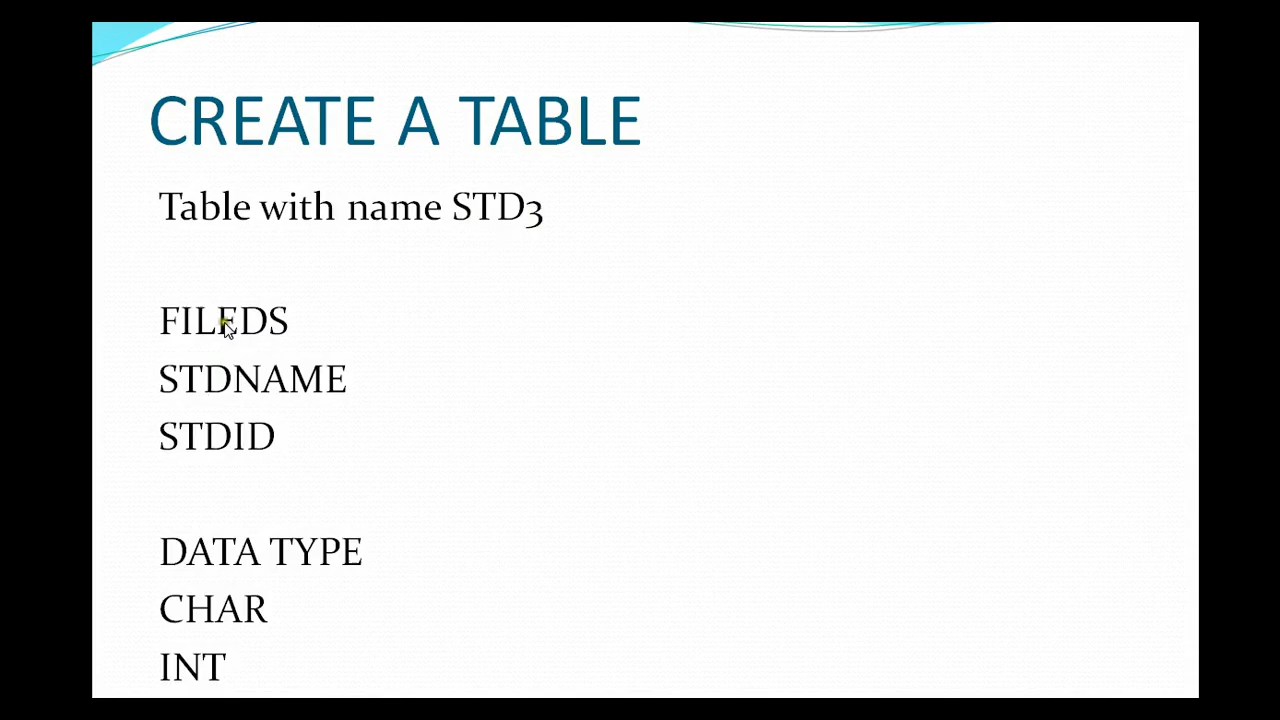 CREATE A TABLE
Table with name STD3
FILEDS
STDNAME
STDID
DATA TYPE
CHAR
INT